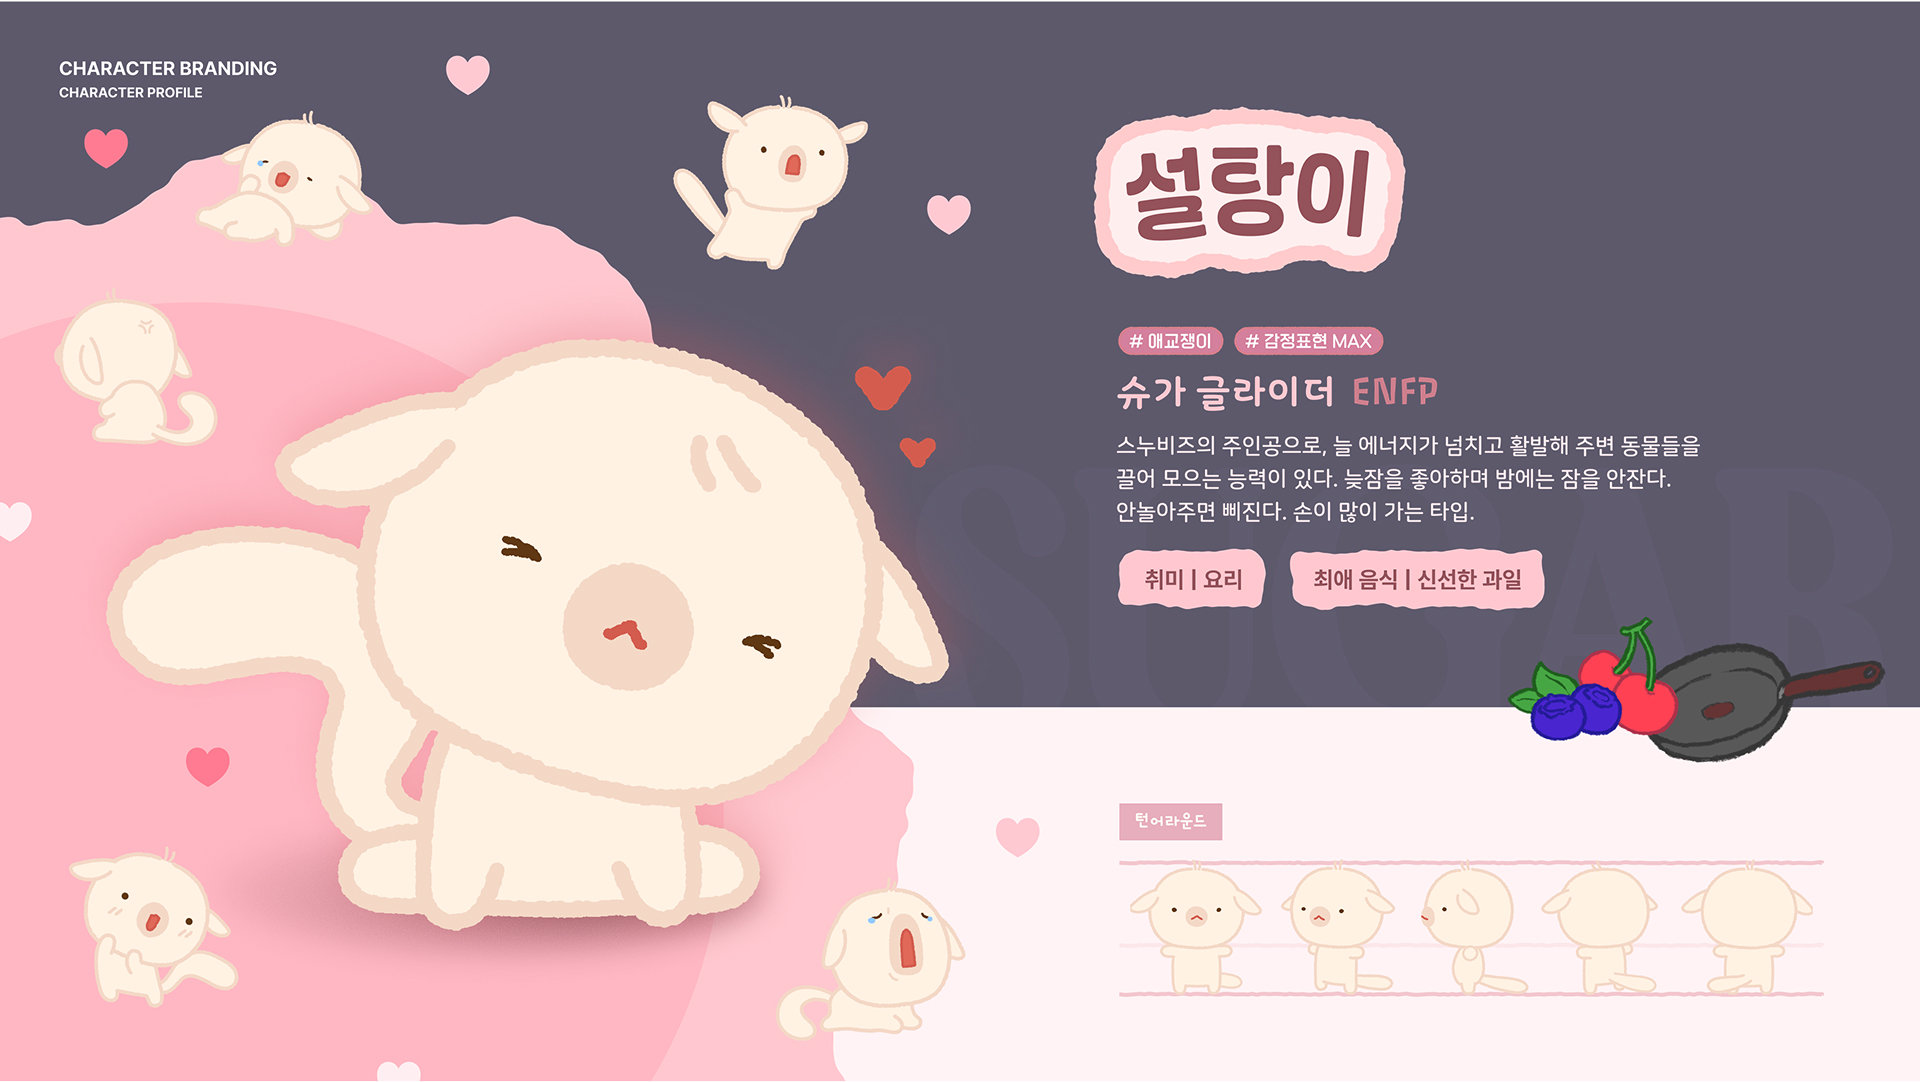 CHARACTER BRANDING
CHARACTER PROFILE
설탕이
# 애교쟁이
# 감정표현 MAX
슈가 글라이더 ENFP
스누비즈의 주인공으로, 늘 에너지가 넘치고 활발해 주변 동물들을
끌어 모으는 능력이 있다. 늦잠을 좋아하며 밤에는 잠을 안잔다.
안놀아주면 삐진다. 손이 많이 가는 타입.
취미 | 요리
최애 음식 | 신선한 과일
SUGAR
턴어라운드